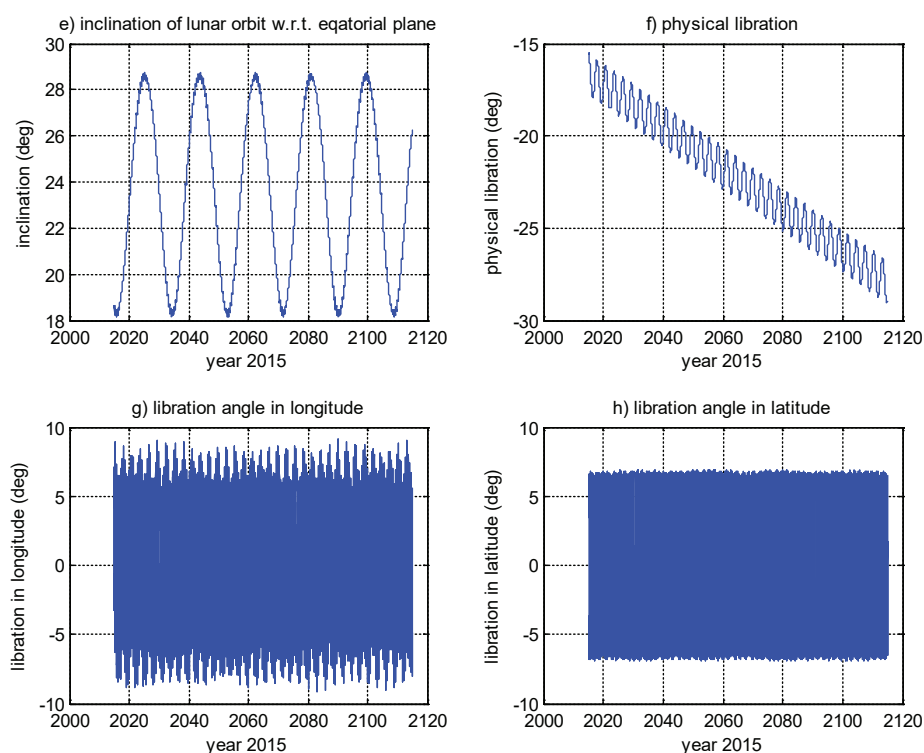 e) inclination of lunar orbit w.r.t. eqatorial plane
30
28
26
24
22
20
18
inclination (deg)
2000 2020 2040 2060 2080 2100 2120
year 2015
f) physical libration
-15
-20
-25
-30
physical libration (deg)
2000 2020 2040 2060 2080 2100 2120
year 2015
g) libration angle in longitude
10
5
0
-5
-10
libration in longitude (deg)
2000 2020 2040 2060 2080 2100 2120
year 2015
h) libration angle in latitude
10
5
0
-5
-10
libration in latitude (deg)
2000 2020 2040 2060 2080 2100 2120
year 2015